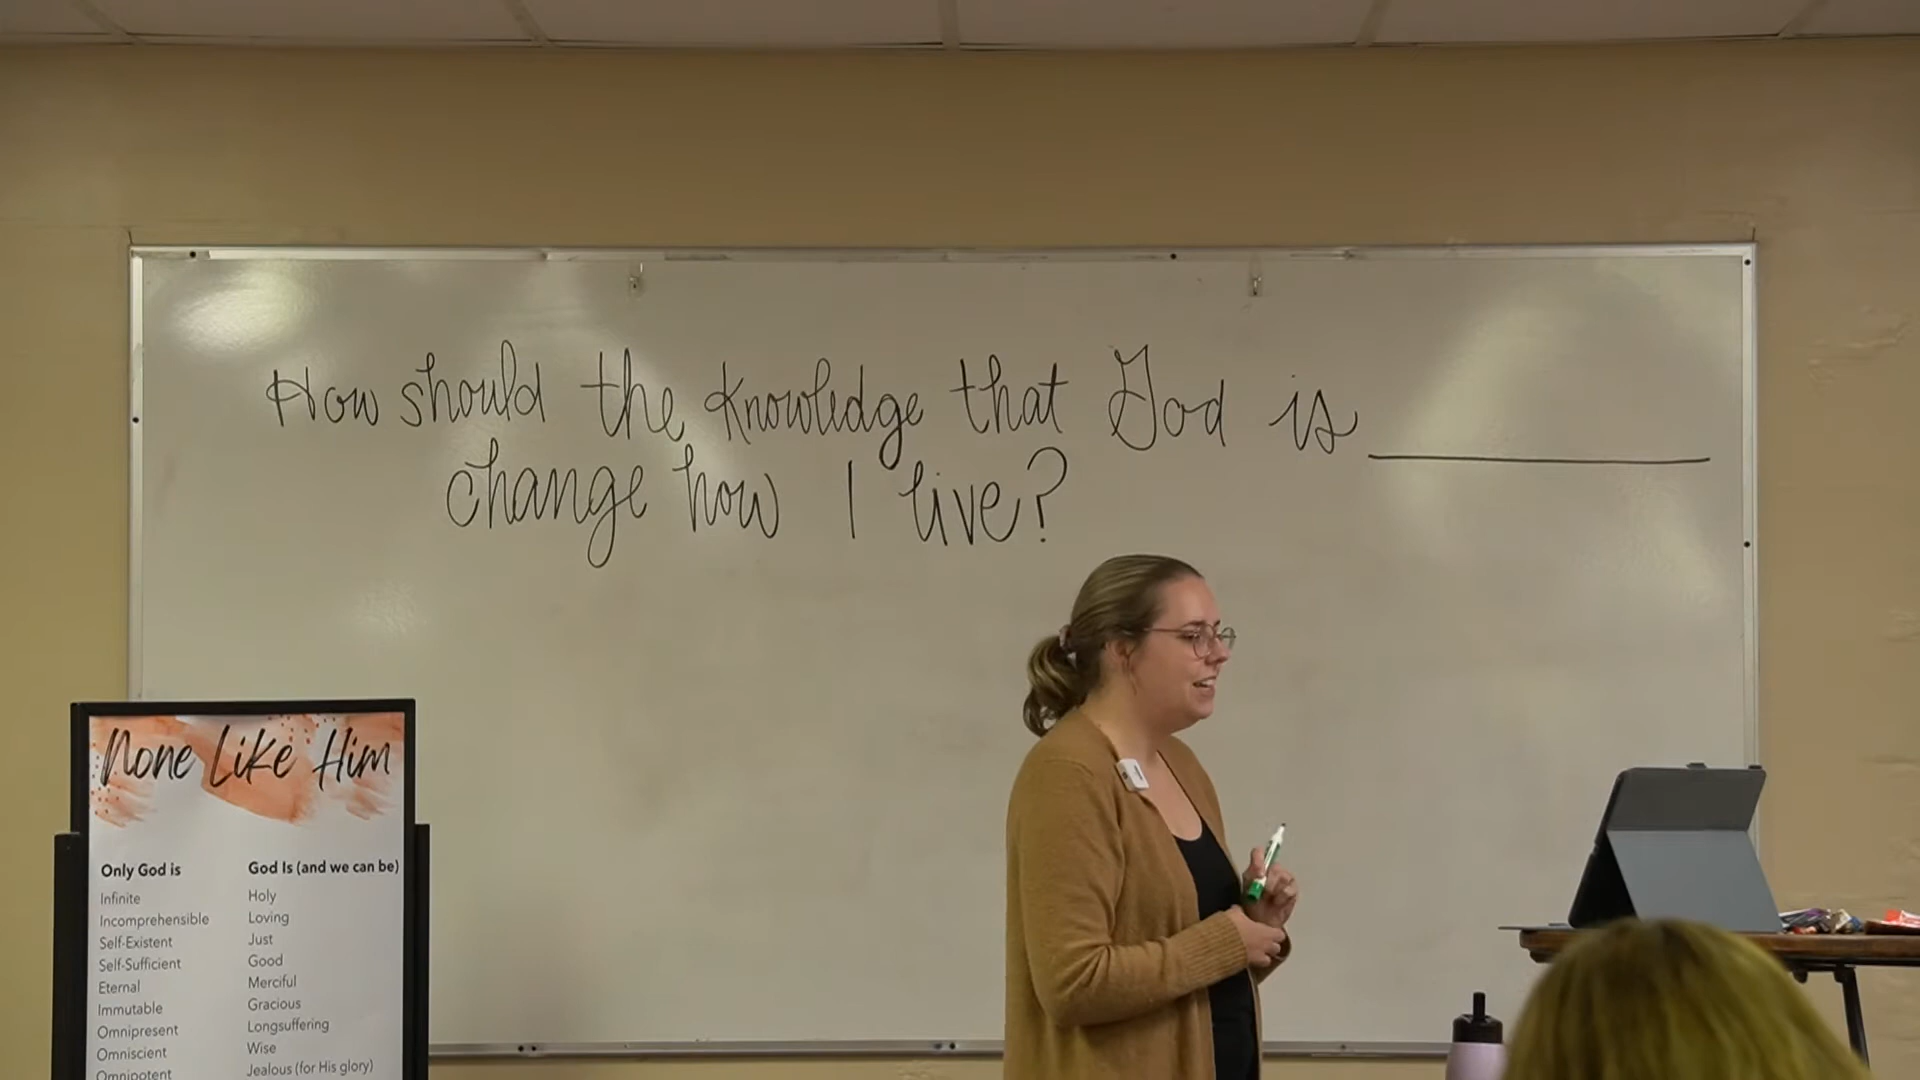 How should the knowledge that God is ________
change how I live?
None Like Him
Only God is
Infinite
Incomprehensible
Self-Existent
Self-Sufficient
Eternal
Immutable
Omnipresent
Omniscient
Omnipotent
God Is (and we can be)
Holy
Loving
Just
Good
Merciful
Gracious
Longsuffering
Wise
Jealous (for His glory)